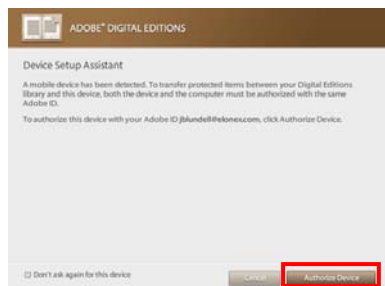 ADOBE® DIGITAL EDITIONS
Device Setup Assistant
A mobile device has been detected. To transfer protected items between your Digital Editions
library and this device, both the device and the computer must be authorized with the same
Adobe ID.
To authorize this device with your Adobe ID jblundell@elonex.com, click Authorize Device.
Don't ask again for this device
Cancel
Authorize Device